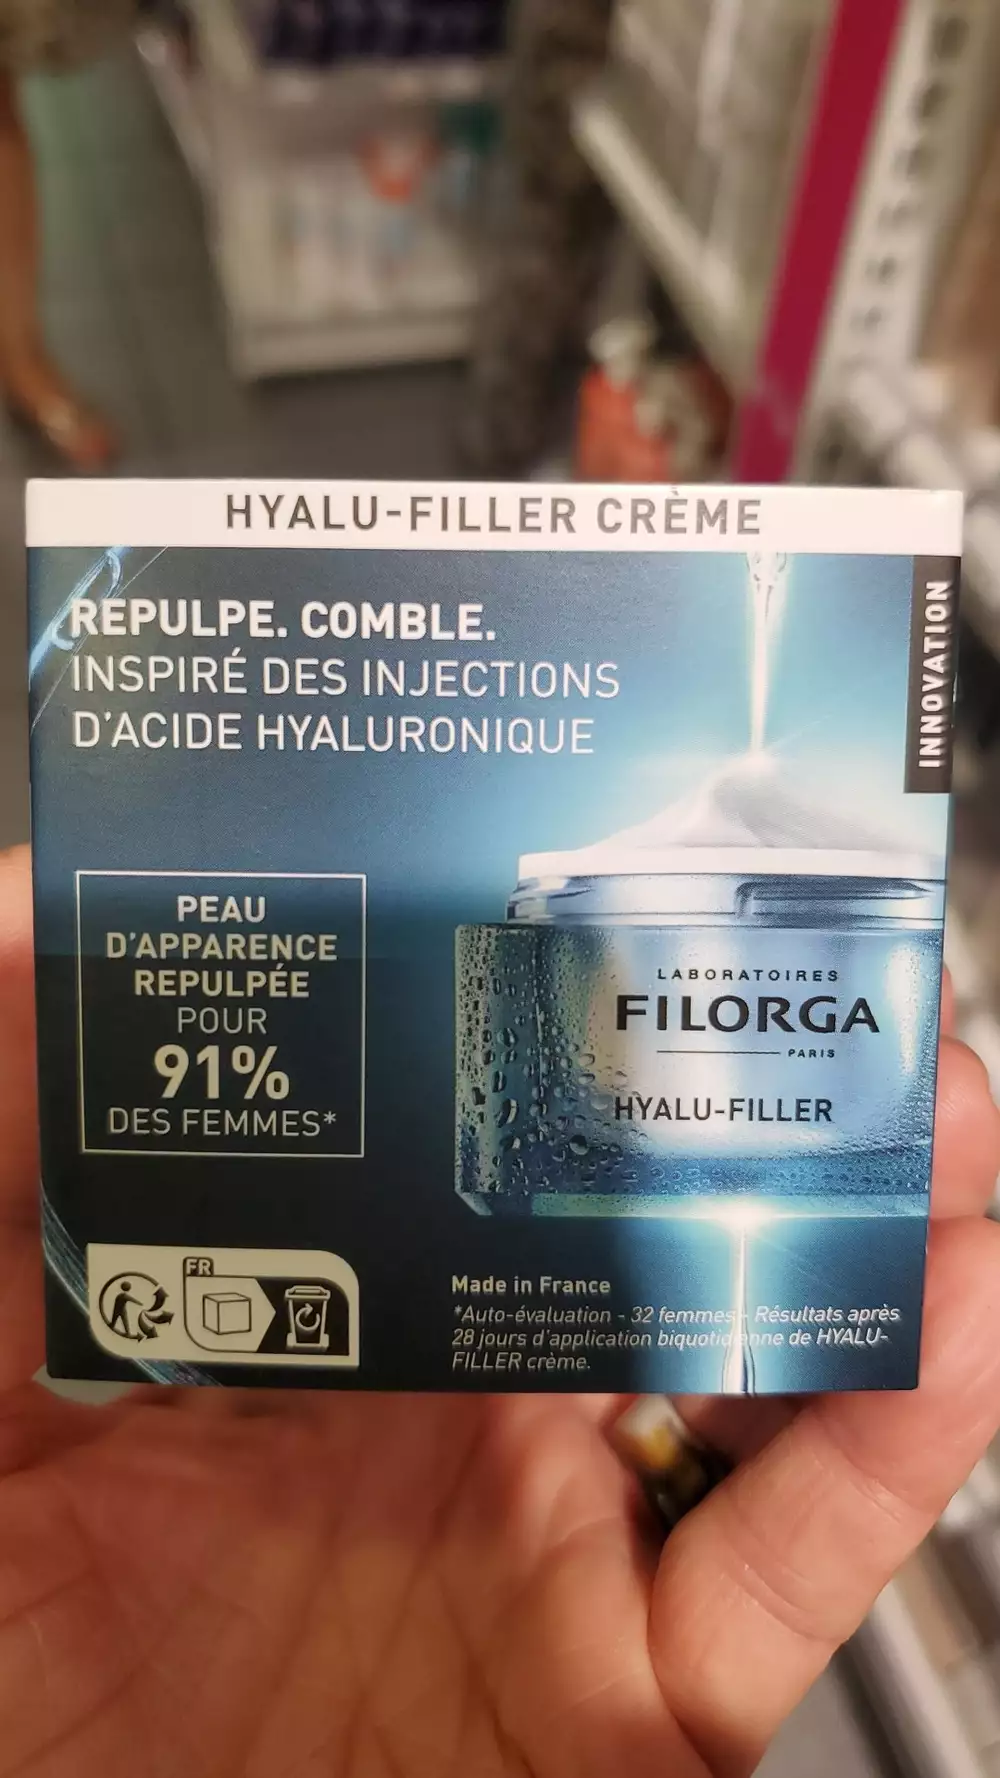 HYALU-FILLER CRÈME
REPULPE. COMBLE.
INSPIRÉ DES INJECTIONS
D'ACIDE HYALURONIQUE
INNOVATION
PEAU
D'APPARENCE
REPULPÉE
POUR
91%
DES FEMMES*
LABORATOIRES
FILORGA
PARIS
HYALU-FILLER
FR
Made in France
*Auto-évaluation - 32 femmes - Résultats après
28 jours d'application biquotidienne de HYALU-
FILLER crème.